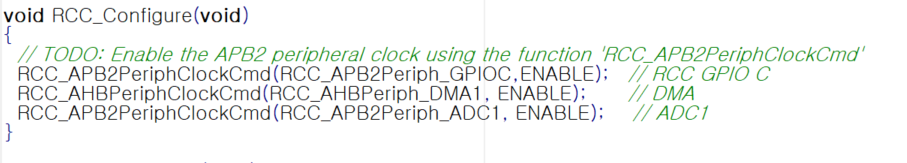 void RCC_Configure(void)
{
// TODO: Enable the APB2 peripheral clock using the function 'RCC_APB2PeriphClockCmd'
RCC_APB2PeriphClockCmd(RCC_APB2Periph_GPIOC,ENABLE); // RCC GPIO C
RCC_AHBPeriphClockCmd(RCC_AHBPeriph_DMA1, ENABLE); // DMA
RCC_APB2PeriphClockCmd(RCC_APB2Periph_ADC1, ENABLE); // ADC1
}